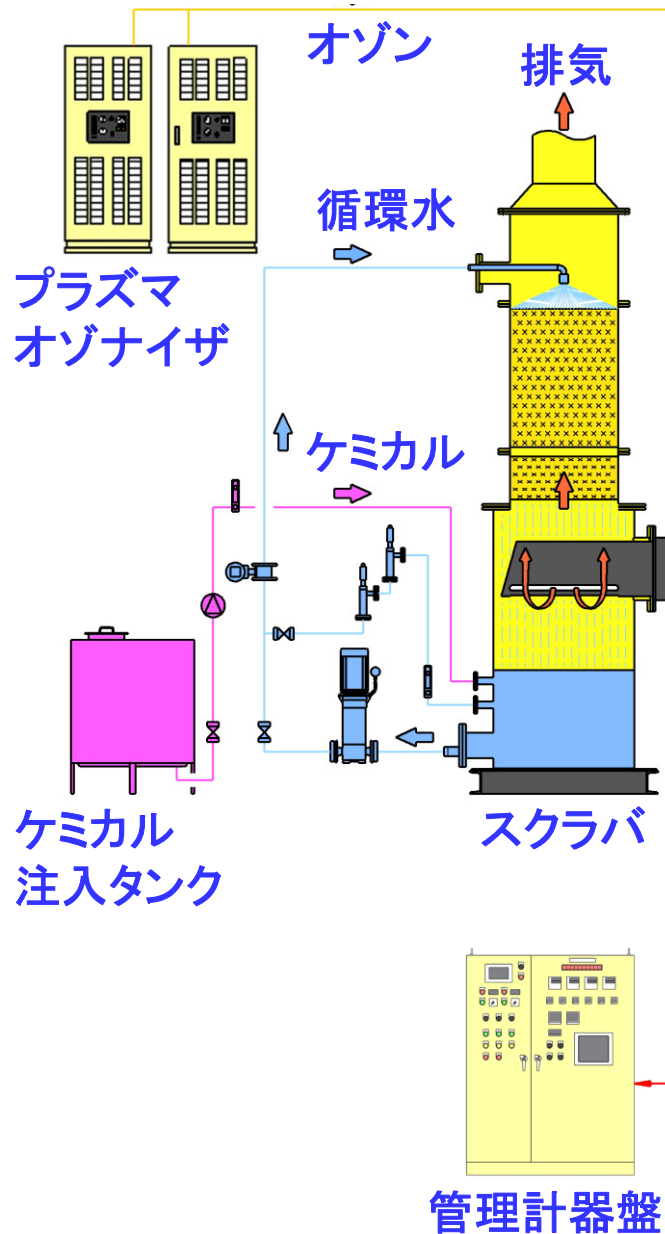 オゾン
排気
循環水
プラズマ
オゾナイザ
ケミカル
ケミカル
注入タンク
スクラバ
管理計器盤